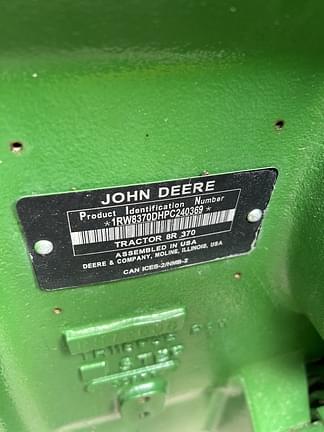 JOHN DEERE
Product Identification Number
*1RW8370DHPC240369*
TRACTOR 8R 370
ASSEMBLED IN USA
DEERE & COMPANY, MOLINE, ILLINOIS, USA
CAN ICES-2/NMB-2